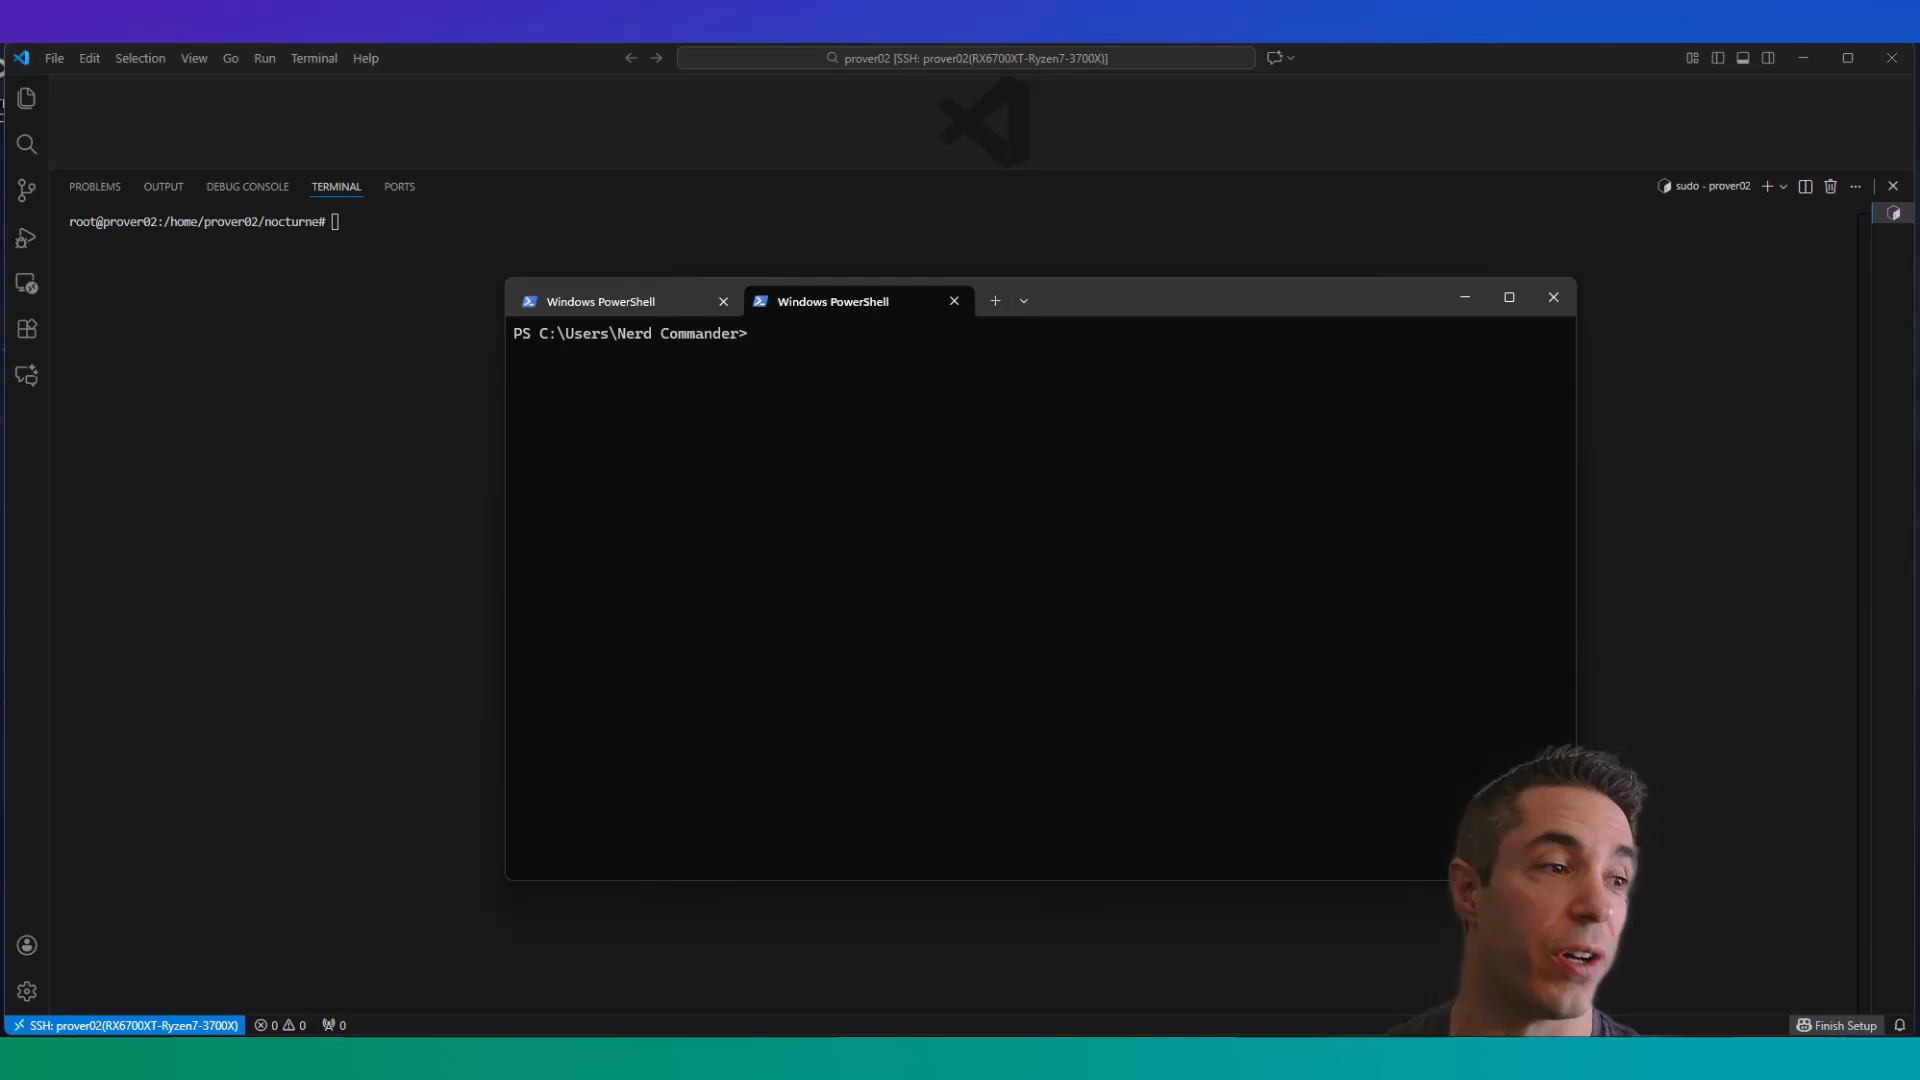 File Edit Selection View Go Run Terminal Help
prover02 [SSH: prover02(RX6700XT-Ryzen7-3700X)]
PROBLEMS OUTPUT DEBUG CONSOLE TERMINAL PORTS
sudo - prover02
root@prover02:/home/prover02/nocturne#
Windows PowerShell
Windows PowerShell
PS C:\Users\Nerd Commander>
SSH: prover02(RX6700XT-Ryzen7-3700X) 0 0 0
Finish Setup